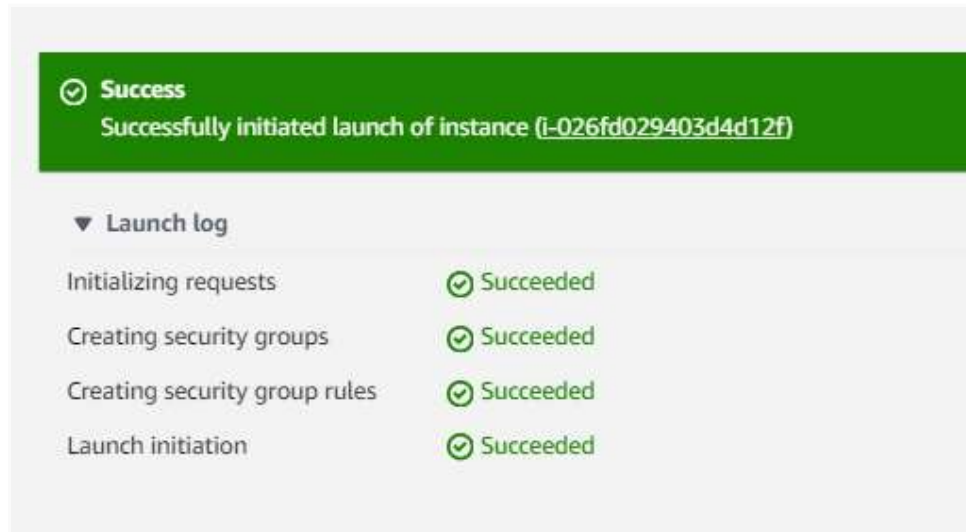 Success
Successfully initiated launch of instance (i-026fd029403d4d12f)
Launch log
Initializing requests Succeeded
Creating security groups Succeeded
Creating security group rules Succeeded
Launch initiation Succeeded